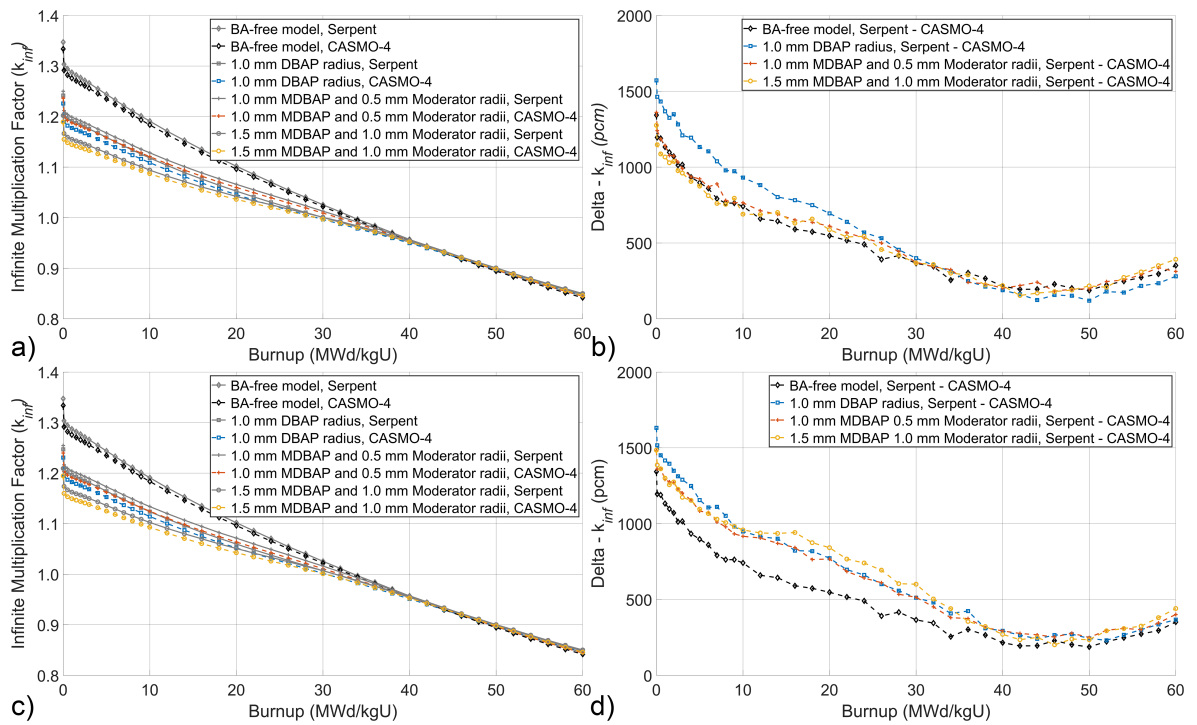 1.4
1.3
1.2
1.1
1.0
0.9
0.8
Infinite Multiplication Factor (k_inf)
BA-free model, Serpent
BA-free model, CASMO-4
1.0 mm DBAP radius, Serpent
1.0 mm DBAP radius, CASMO-4
1.0 mm MDBAP and 0.5 mm Moderator radii, Serpent
1.0 mm MDBAP and 0.5 mm Moderator radii, CASMO-4
1.5 mm MDBAP and 1.0 mm Moderator radii, Serpent
1.5 mm MDBAP and 1.0 mm Moderator radii, CASMO-4
0 10 20 30 40 50 60
Burnup (MWd/kgU)
a)
2000
1500
1000
500
0
Delta - k_inf (pcm)
BA-free model, Serpent - CASMO-4
1.0 mm DBAP radius, Serpent - CASMO-4
1.0 mm MDBAP and 0.5 mm Moderator radii, Serpent - CASMO-4
1.5 mm MDBAP and 1.0 mm Moderator radii, Serpent - CASMO-4
0 10 20 30 40 50 60
Burnup (MWd/kgU)
b)
1.4
1.3
1.2
1.1
1.0
0.9
0.8
Infinite Multiplication Factor (k_inf)
BA-free model, Serpent
BA-free model, CASMO-4
1.0 mm DBAP radius, Serpent
1.0 mm DBAP radius, CASMO-4
1.0 mm MDBAP and 0.5 mm Moderator radii, Serpent
1.0 mm MDBAP and 0.5 mm Moderator radii, CASMO-4
1.5 mm MDBAP and 1.0 mm Moderator radii, Serpent
1.5 mm MDBAP and 1.0 mm Moderator radii, CASMO-4
0 10 20 30 40 50 60
Burnup (MWd/kgU)
c)
2000
1500
1000
500
0
Delta - k_inf (pcm)
BA-free model, Serpent - CASMO-4
1.0 mm DBAP radius, Serpent - CASMO-4
1.0 mm MDBAP 0.5 mm Moderator radii, Serpent - CASMO-4
1.5 mm MDBAP 1.0 mm Moderator radii, Serpent - CASMO-4
0 10 20 30 40 50 60
Burnup (MWd/kgU)
d)